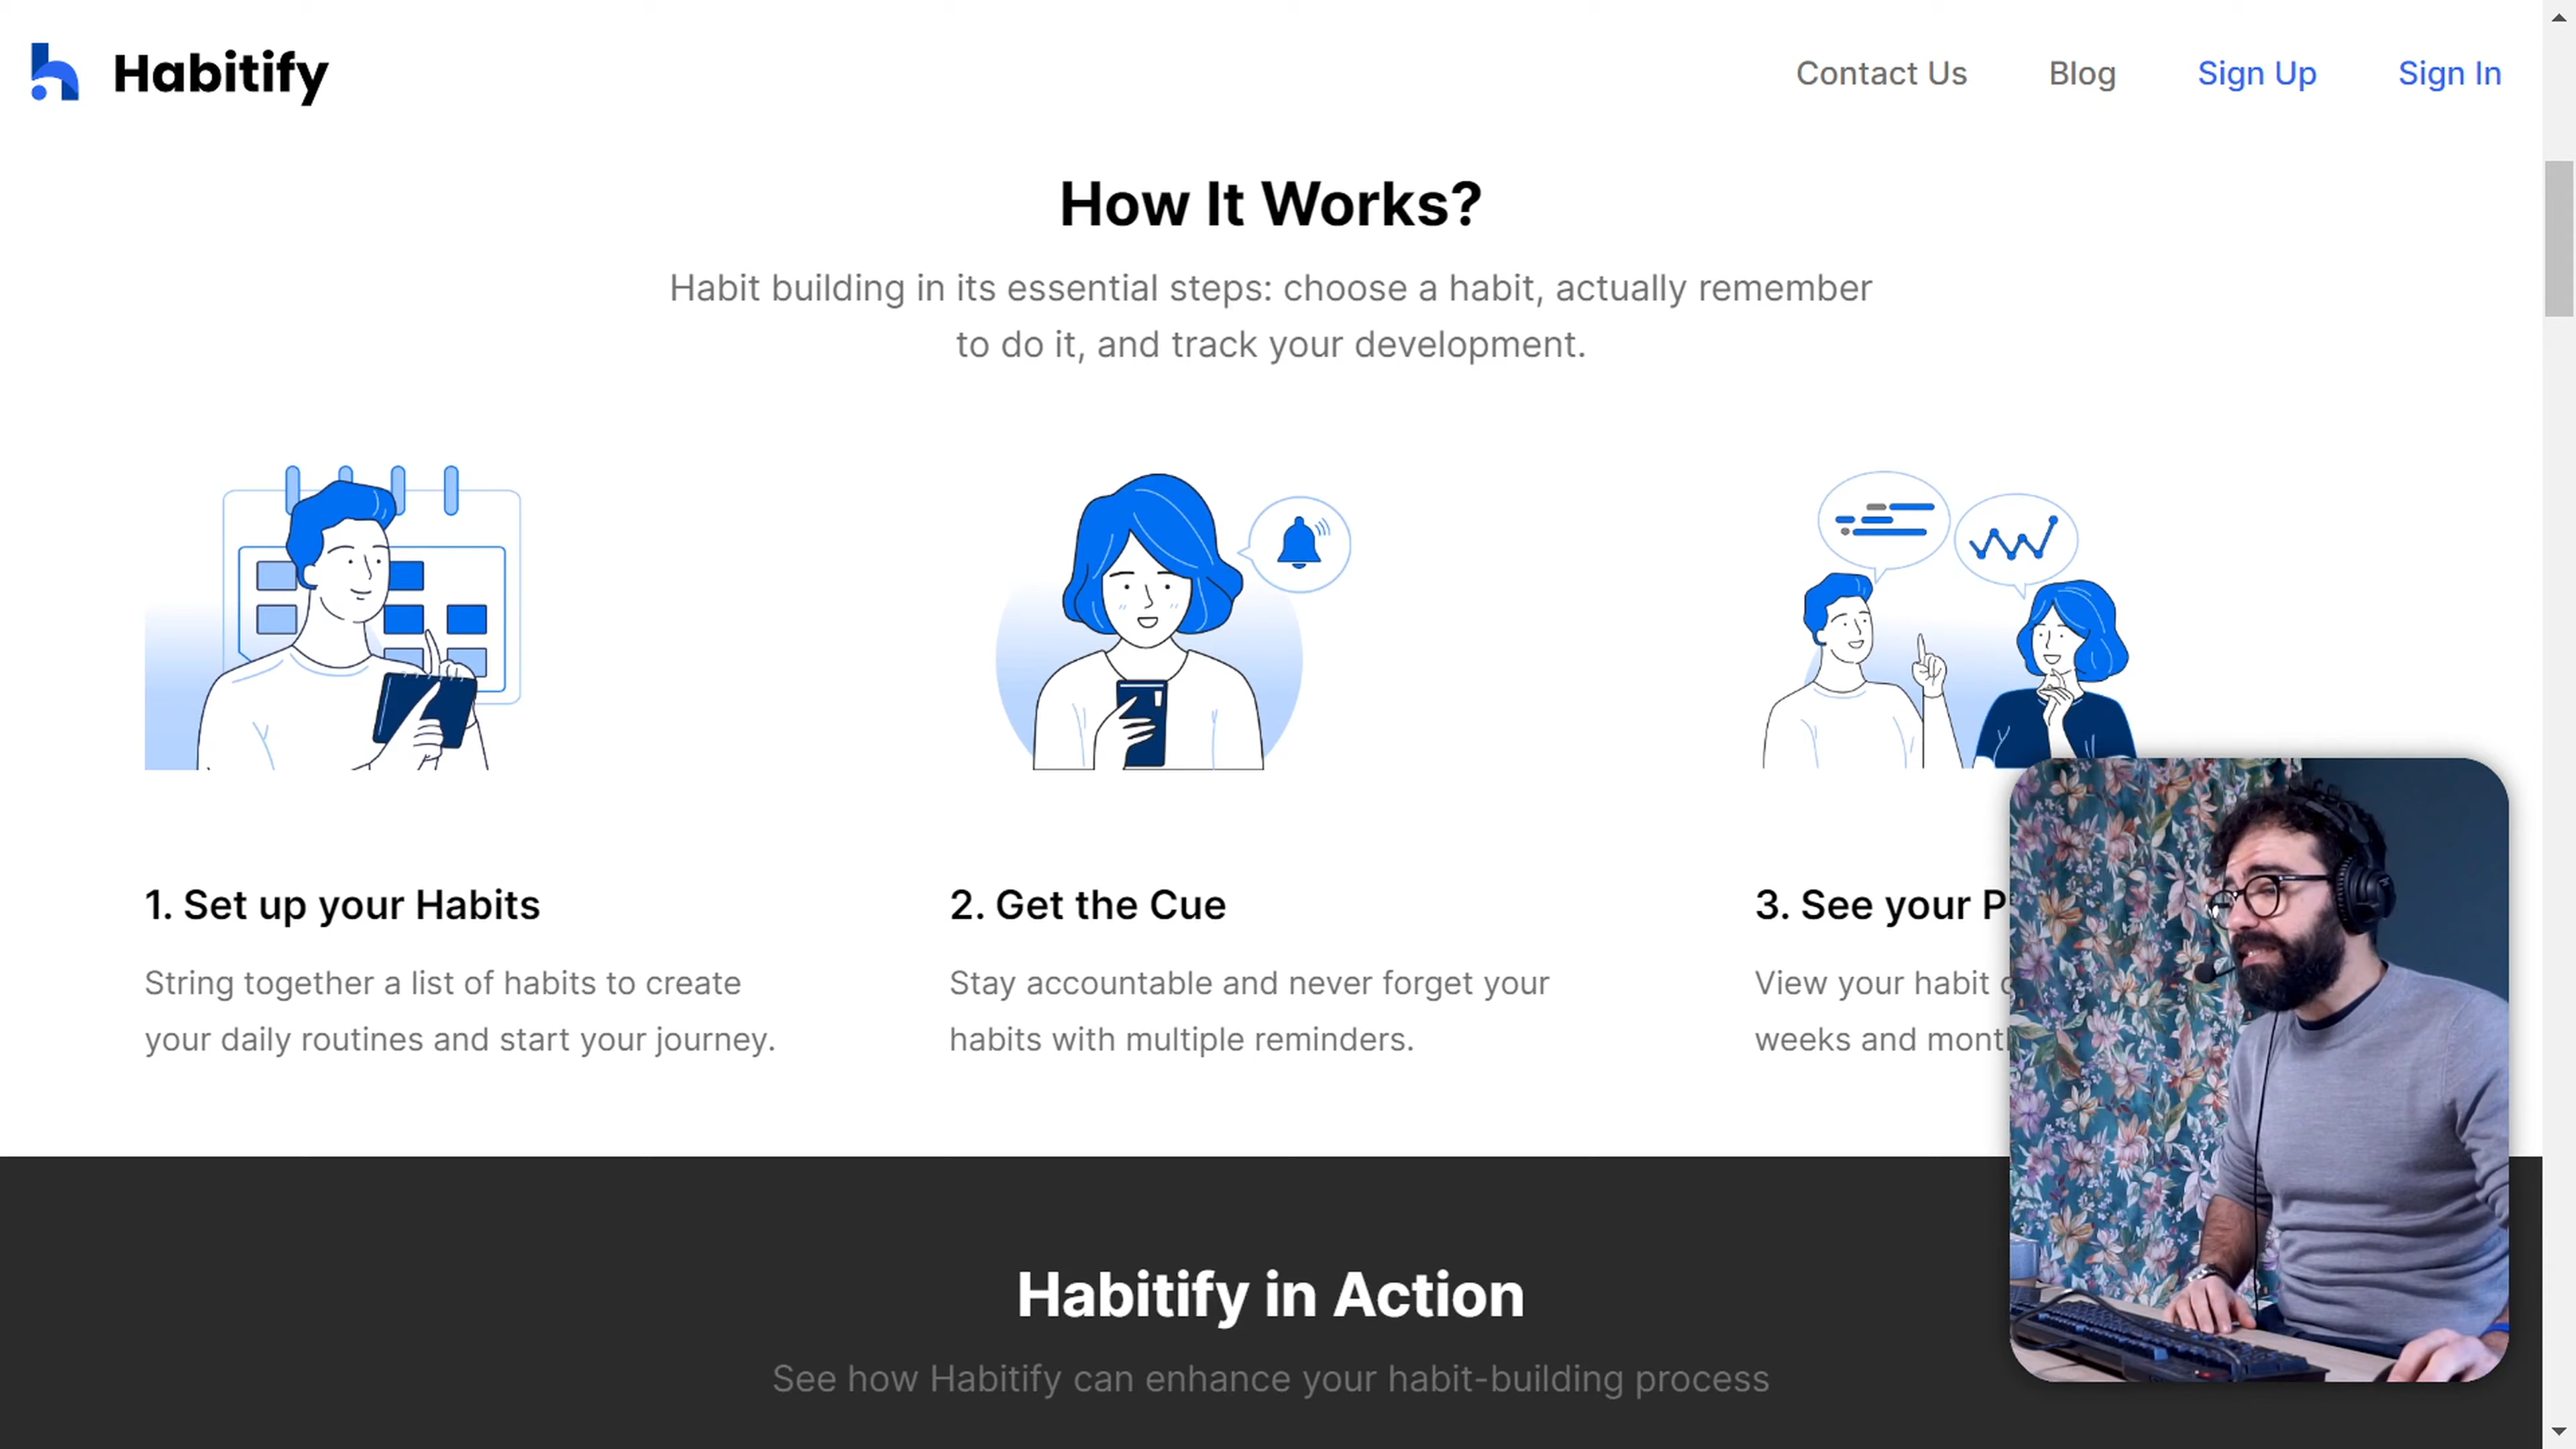 Habitify
Contact Us
Blog
Sign Up
Sign In
How It Works?
Habit building in its essential steps: choose a habit, actually remember
to do it, and track your development.
1. Set up your Habits
String together a list of habits to create
your daily routines and start your journey.
2. Get the Cue
Stay accountable and never forget your
habits with multiple reminders.
3. See your
View your habit
weeks and
Habitify in Action
See how Habitify can enhance your habit-building process